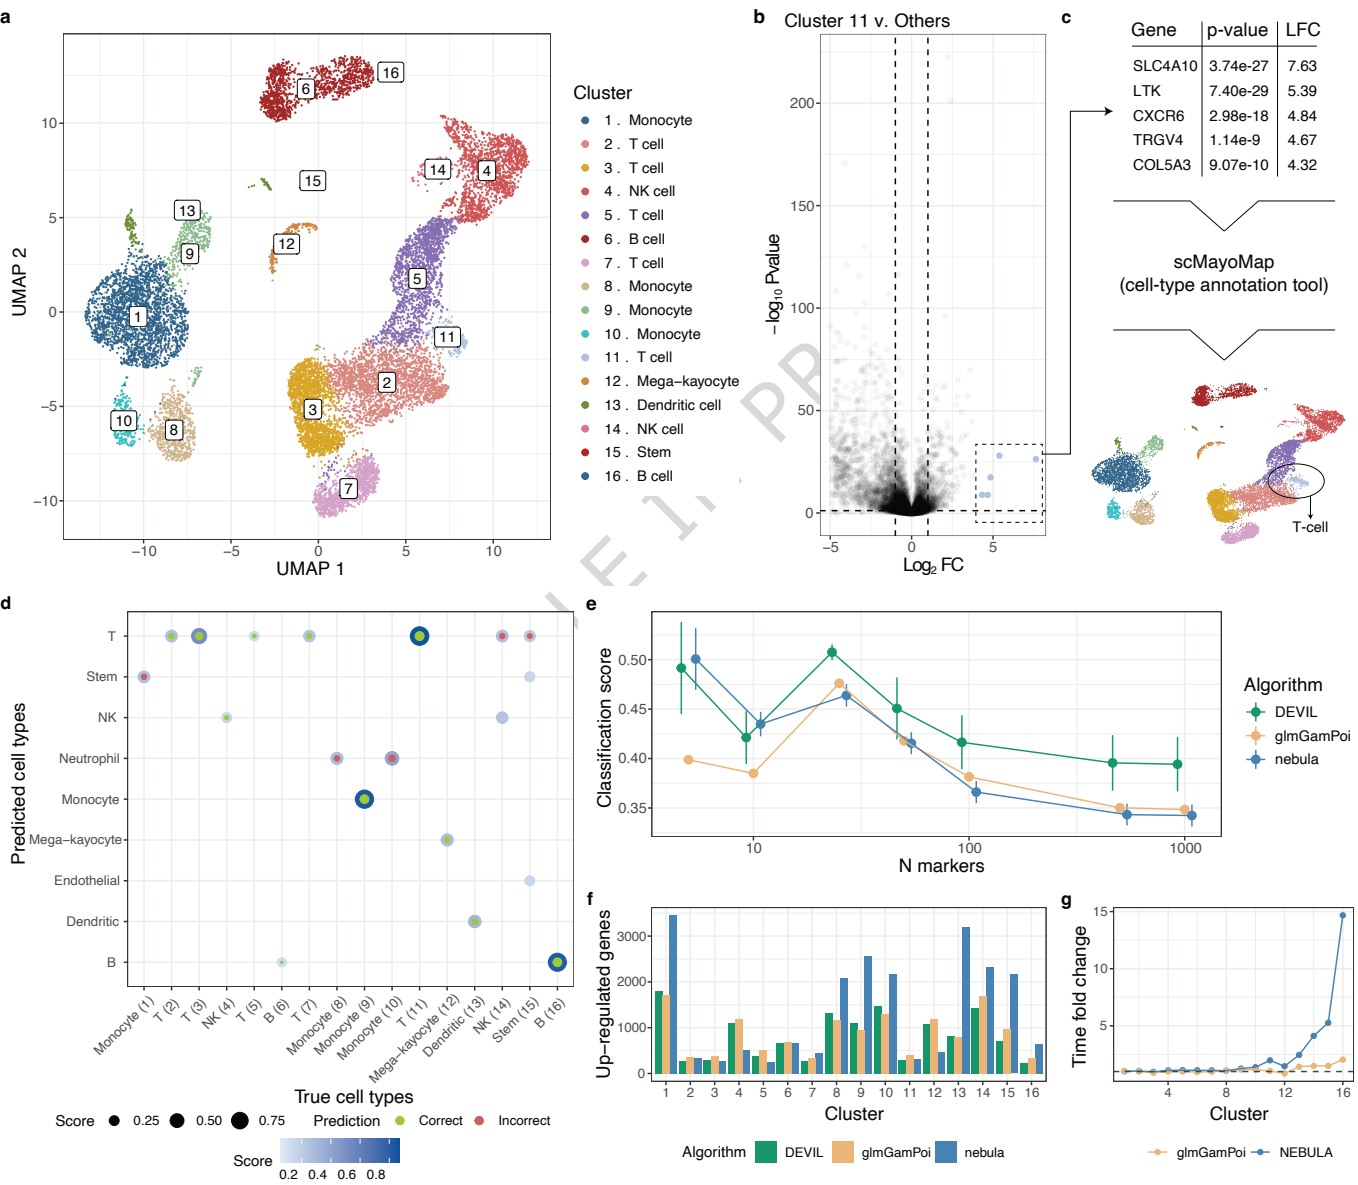 a
UMAP 2
10
5
0
−5
−10
−10
−5
0
5
10
UMAP 1
6
16
14
4
15
13
9
12
5
1
11
2
3
10
8
7
Cluster
1 . Monocyte
2 . T cell
3 . T cell
4 . NK cell
5 . T cell
6 . B cell
7 . T cell
8 . Monocyte
9 . Monocyte
10 . Monocyte
11 . T cell
12 . Mega−kayocyte
13 . Dendritic cell
14 . NK cell
15 . Stem
16 . B cell
b
Cluster 11 v. Others
−log10 Pvalue
200
150
100
50
0
−5
0
5
Log2 FC
c
Gene p-value LFC
SLC4A10 3.74e-27 7.63
LTK 7.40e-29 5.39
CXCR6 2.98e-18 4.84
TRGV4 1.14e-9 4.67
COL5A3 9.07e-10 4.32
scMayoMap
(cell-type annotation tool)
T-cell
d
Predicted cell types
T
Stem
NK
Neutrophil
Monocyte
Mega−kayocyte
Endothelial
Dendritic
B
Monocyte (1)
T (2)
T (3)
NK (4)
T (5)
B (6)
T (7)
Monocyte (8)
Monocyte (9)
Monocyte (10)
T (11)
Mega−kayocyte (12)
Dendritic (13)
NK (14)
Stem (15)
B (16)
True cell types
Score 0.25 0.50 0.75 Prediction Correct Incorrect
Score
0.2 0.4 0.6 0.8
e
Classification score
0.50
0.45
0.40
0.35
10
100
1000
N markers
Algorithm
DEVIL
glmGamPoi
nebula
f
Up−regulated genes
3000
2000
1000
0
1 2 3 4 5 6 7 8 9 10 11 12 13 14 15 16
Cluster
Algorithm DEVIL glmGamPoi nebula
g
Time fold change
15
10
5
4 8 12 16
Cluster
glmGamPoi NEBULA